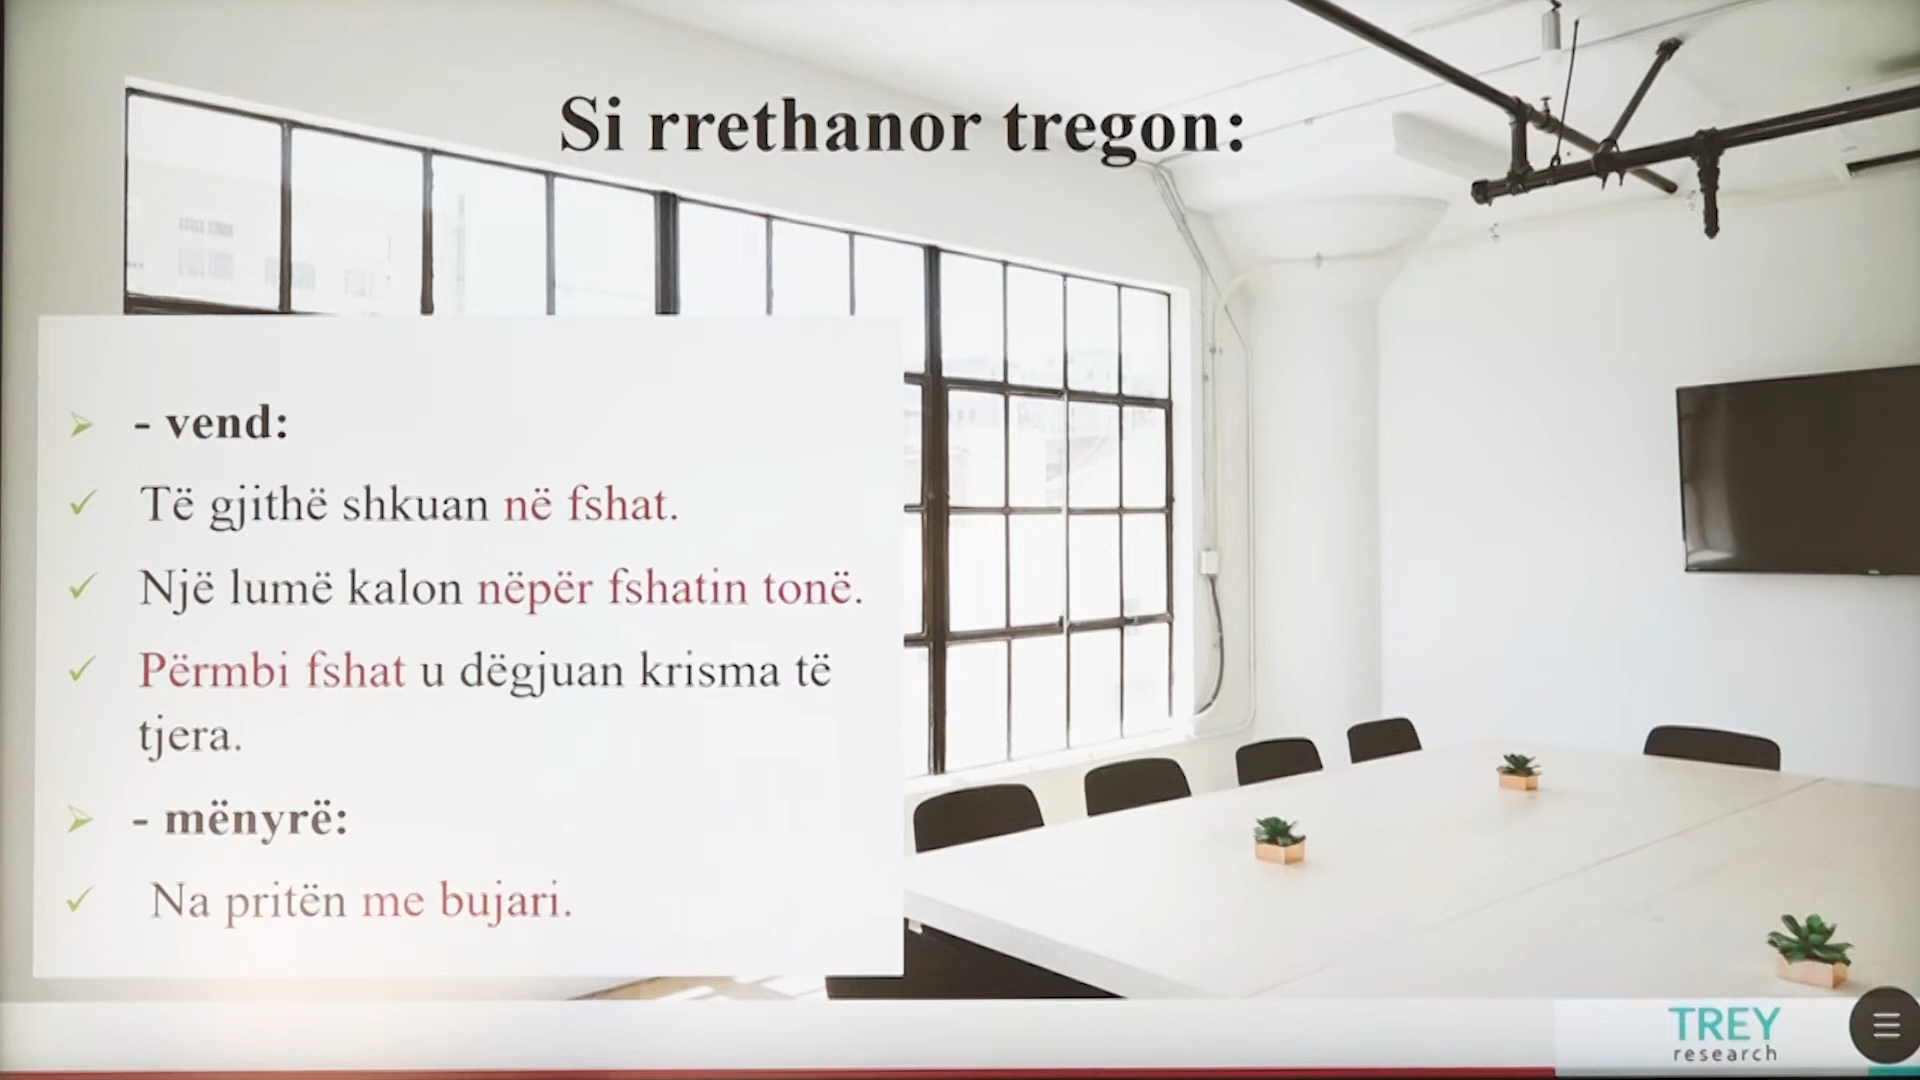 Si rrethanor tregon:
- vend:
Të gjithë shkuan në fshat.
Një lumë kalon nëpër fshatin tonë.
Përmbi fshat u dëgjuan krisma të
tjera.
- mënyrë:
Na pritën me bujari.
TREY
research